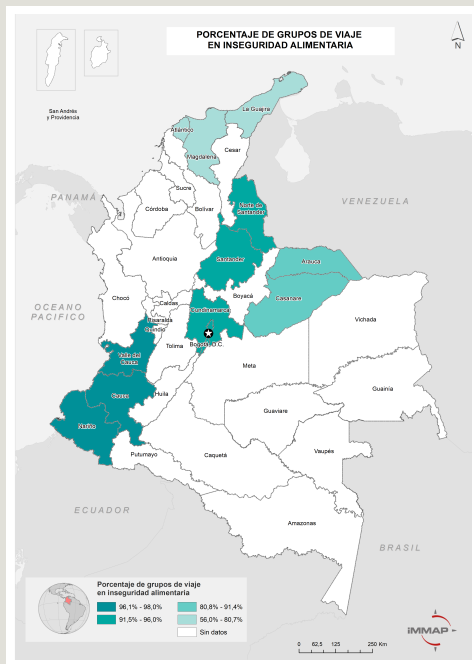 PORCENTAJE DE GRUPOS DE VIAJE
EN INSEGURIDAD ALIMENTARIA
N
San Andrés
y Providencia
La Guajira
Atlántico
Magdalena
Cesar
Sucre
Bolívar
Córdoba
Norte de
Santander
PANAMÁ
VENEZUELA
Antioquia
Santander
Arauca
Boyacá
Casanare
Chocó
Caldas
Cundinamarca
Risaralda
Quindío
Bogotá, D.C.
Vichada
OCEANO
PACIFICO
Tolima
Valle del
Cauca
Meta
Guainía
Cauca
Huila
Guaviare
Nariño
Putumayo
Caquetá
Vaupés
ECUADOR
Amazonas
BRASIL
Porcentaje de grupos de viaje
en inseguridad alimentaria
96,1% - 98,0%
91,5% - 96,0%
80,8% - 91,4%
56,0% - 80,7%
Sin datos
iMMAP
0 62,5 125 250 Km